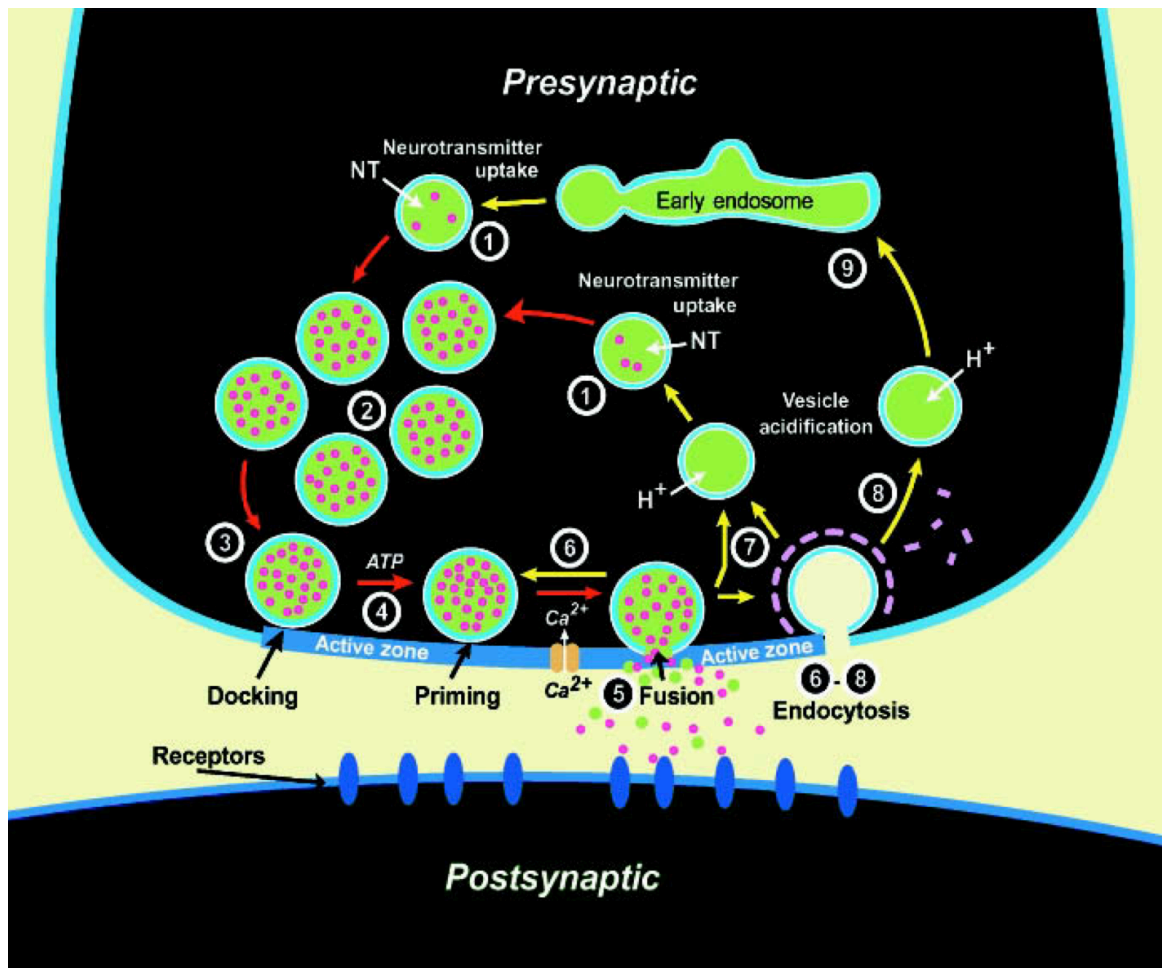 Presynaptic
Neurotransmitter
uptake
NT
1
Early endosome
9
Neurotransmitter
uptake
NT
1
H+
Vesicle
acidification
2
H+
8
3
ATP
4
6
7
Ca2+
Active zone
Active zone
Docking
Priming
Ca2+
5 Fusion
6 - 8
Endocytosis
Receptors
Postsynaptic